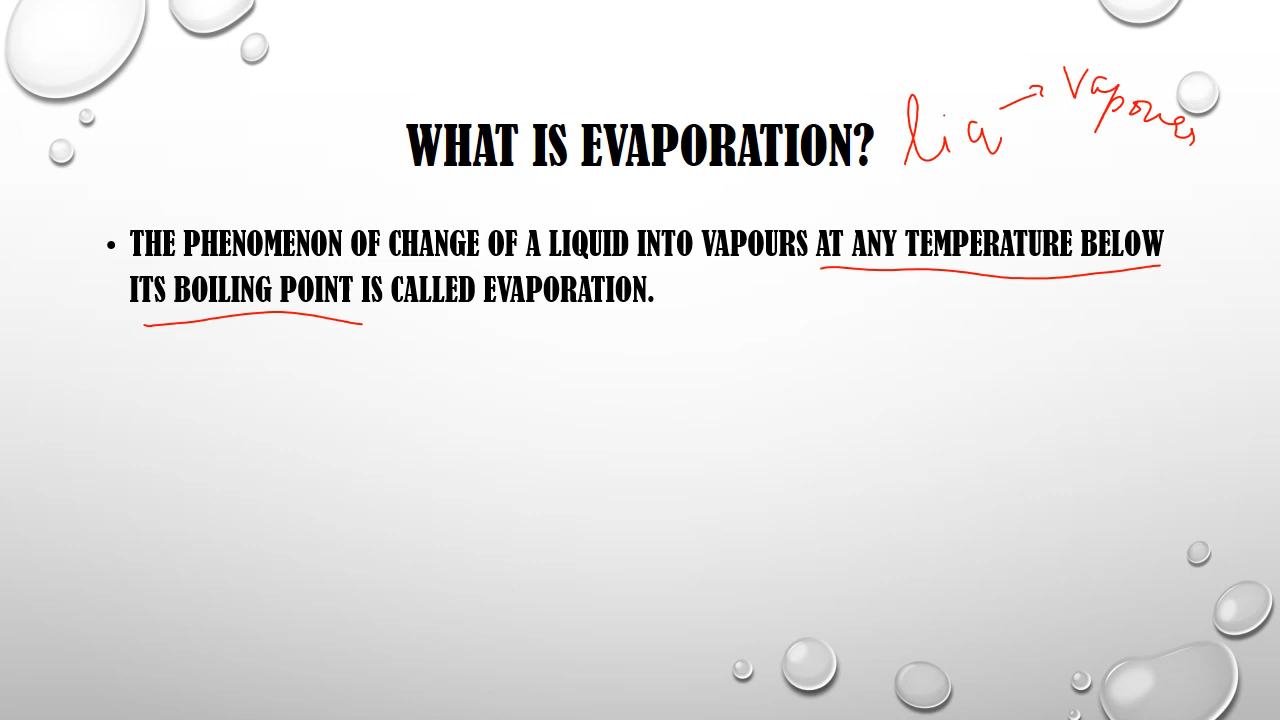 WHAT IS EVAPORATION?
liq → vapours
• THE PHENOMENON OF CHANGE OF A LIQUID INTO VAPOURS AT ANY TEMPERATURE BELOW
ITS BOILING POINT IS CALLED EVAPORATION.